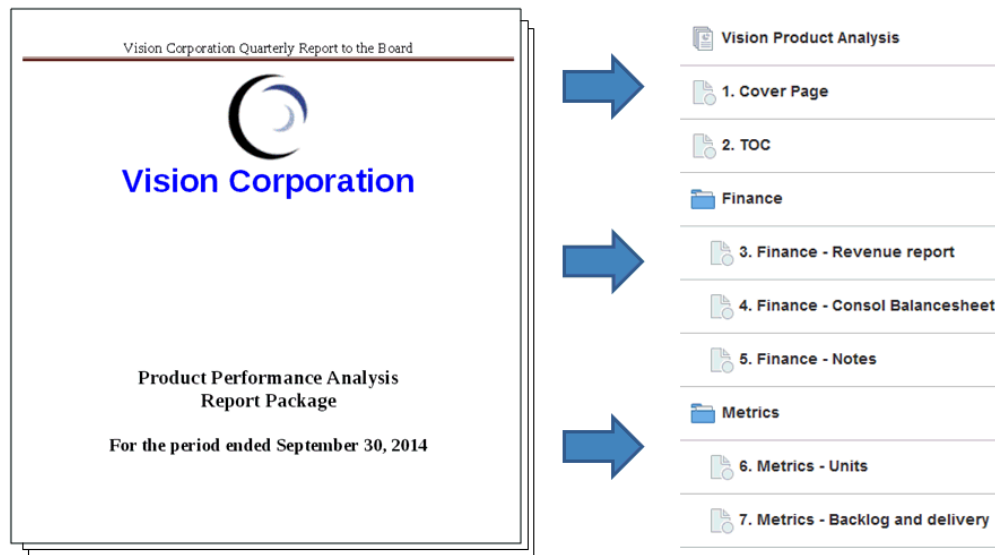 Vision Corporation Quarterly Report to the Board
Vision Corporation
Product Performance Analysis
Report Package
For the period ended September 30, 2014
Vision Product Analysis
1. Cover Page
2. TOC
Finance
3. Finance - Revenue report
4. Finance - Consol Balancesheet
5. Finance - Notes
Metrics
6. Metrics - Units
7. Metrics - Backlog and delivery